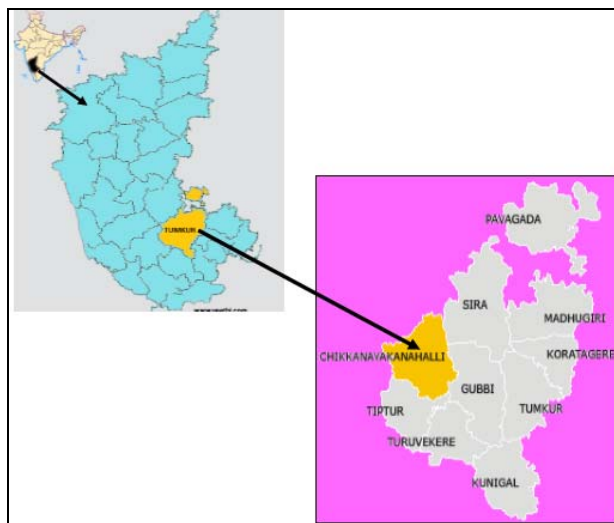 TUMKUR
PAVAGADA
SIRA
MADHUGIRI
CHIKKANAYAKANAHALLI
KORATAGERE
GUBBI
TIPTUR
TUMKUR
TURUVEKERE
KUNIGAL